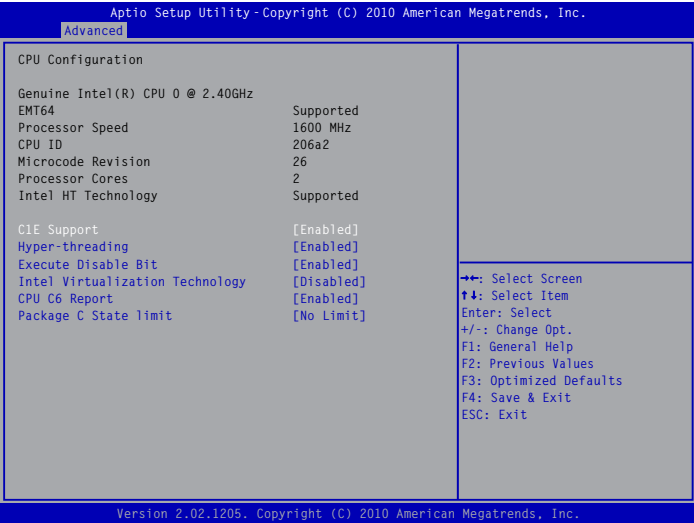 Aptio Setup Utility - Copyright (C) 2010 American Megatrends, Inc.
Advanced
CPU Configuration
Genuine Intel(R) CPU 0 @ 2.40GHz
EMT64 Supported
Processor Speed 1600 MHz
CPU ID 206a2
Microcode Revision 26
Processor Cores 2
Intel HT Technology Supported
C1E Support [Enabled]
Hyper-threading [Enabled]
Execute Disable Bit [Enabled]
Intel Virtualization Technology [Disabled]
CPU C6 Report [Enabled]
Package C State limit [No Limit]
→←: Select Screen
↑↓: Select Item
Enter: Select
+/-: Change Opt.
F1: General Help
F2: Previous Values
F3: Optimized Defaults
F4: Save & Exit
ESC: Exit
Version 2.02.1205. Copyright (C) 2010 American Megatrends, Inc.